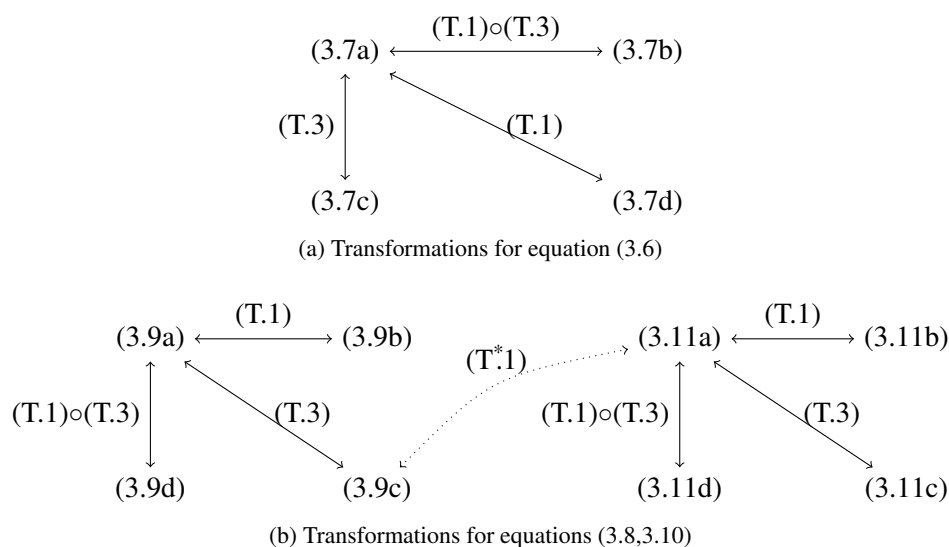 (T.1)∘(T.3)
(3.7a) (3.7b)
(T.3) (T.1)
(3.7c) (3.7d)
(a) Transformations for equation (3.6)
(T.1) (T.1)
(3.9a) (3.9b) (3.11a) (3.11b)
(T*.1)
(T.1)∘(T.3) (T.3) (T.1)∘(T.3) (T.3)
(3.9d) (3.9c) (3.11d) (3.11c)
(b) Transformations for equations (3.8,3.10)